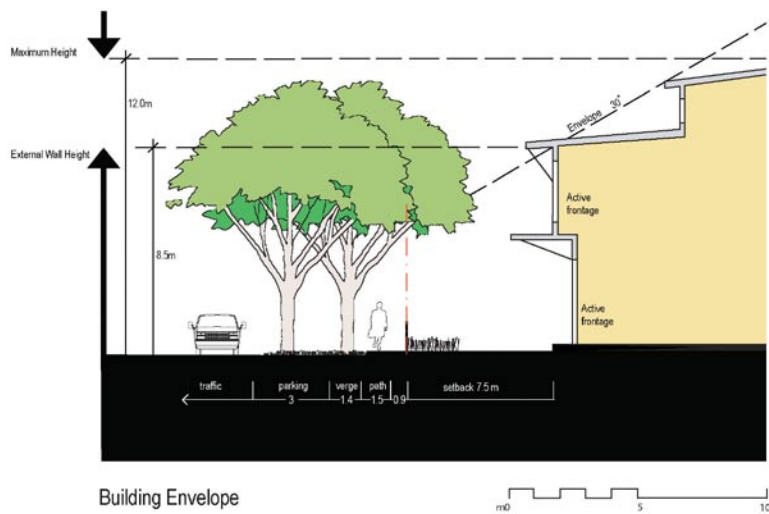 Maximum Height
12.0m
Envelope 30°
External Wall Height
8.5m
Active
frontage
Active
frontage
traffic
parking
verge
path
setback 7.5 m
3
1.4
1.5
0.9
Building Envelope
m0
5
10